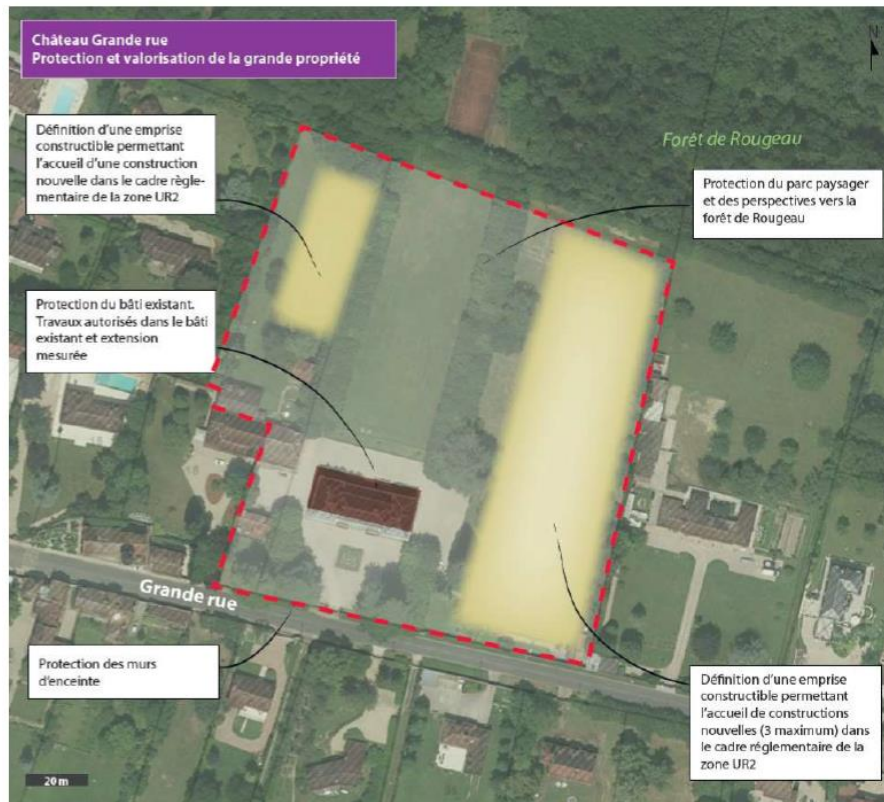 Château Grande rue
Protection et valorisation de la grande propriété
N
Définition d'une emprise
constructible permettant
l'accueil d'une construction
nouvelle dans le cadre règle-
mentaire de la zone UR2
Forêt de Rougeau
Protection du parc paysager
et des perspectives vers la
forêt de Rougeau
Protection du bâti existant.
Travaux autorisés dans le bâti
existant et extension
mesurée
Grande rue
Protection des murs
d'enceinte
Définition d'une emprise
constructible permettant
l'accueil de constructions
nouvelles (3 maximum) dans
le cadre réglementaire de la
zone UR2
20 m